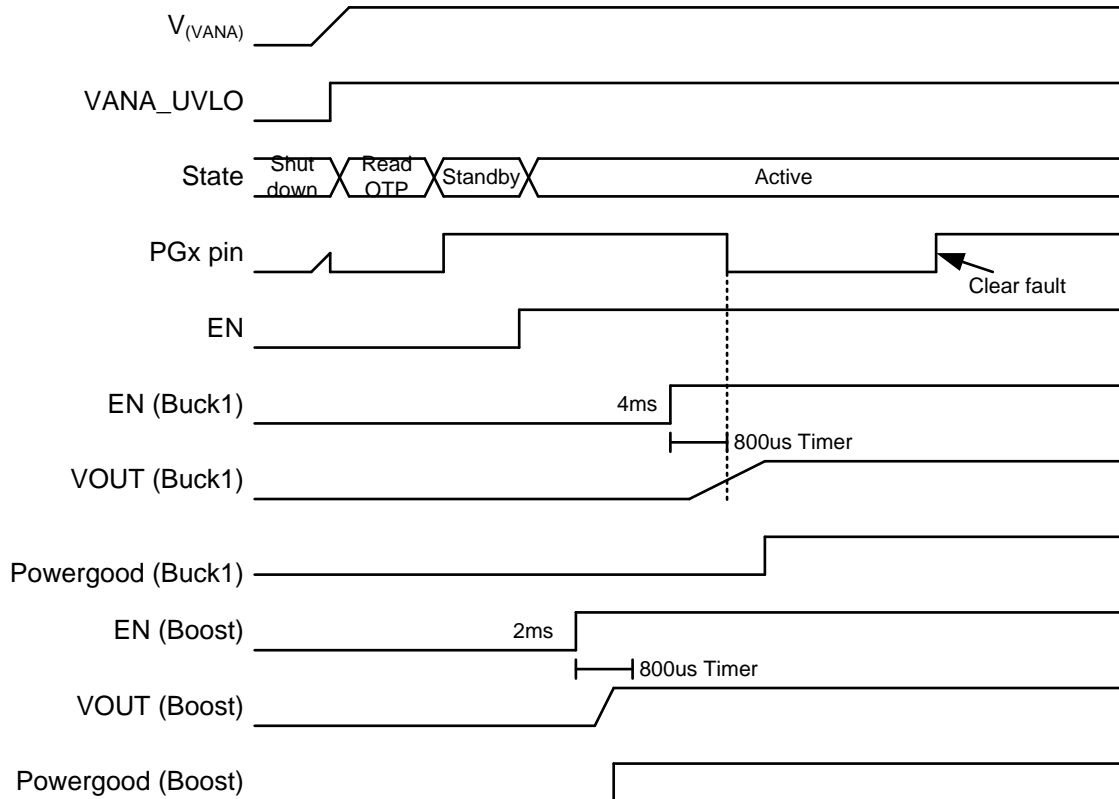 V(VANA)
VANA_UVLO
State
Shut
down
Read
OTP
Standby
Active
PGx pin
Clear fault
EN
EN (Buck1)
4ms
800us Timer
VOUT (Buck1)
Powergood (Buck1)
EN (Boost)
2ms
800us Timer
VOUT (Boost)
Powergood (Boost)